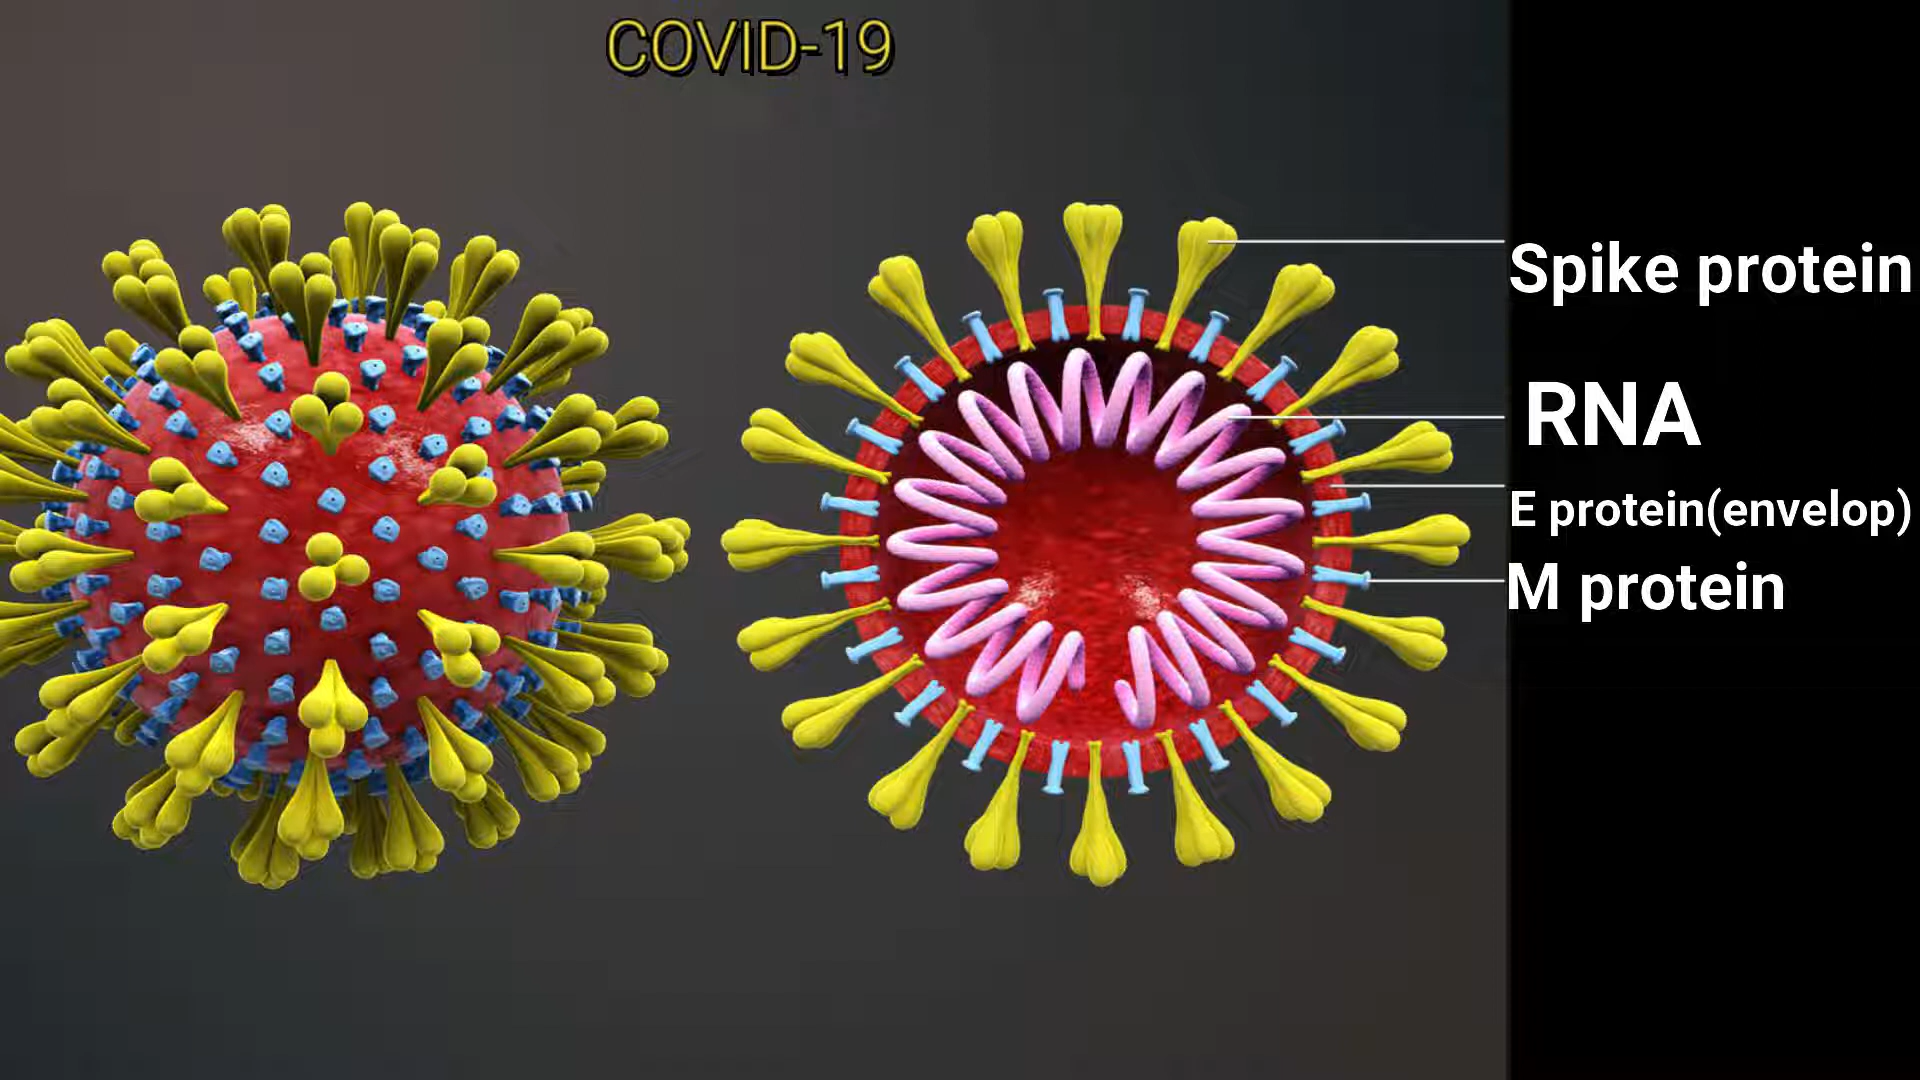 COVID-19
Spike protein
RNA
E protein(envelop)
M protein